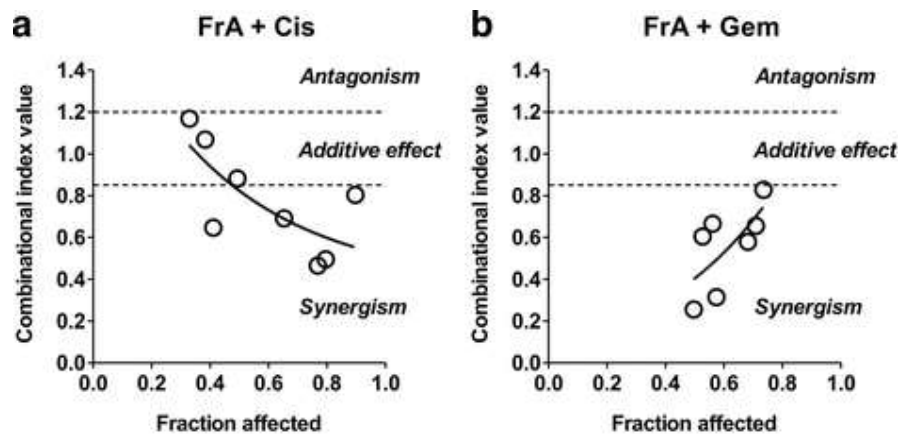 a
FrA + Cis
Combinational index value
1.4
1.2
1.0
0.8
0.6
0.4
0.2
0.0
Antagonism
Additive effect
Synergism
0.0 0.2 0.4 0.6 0.8 1.0
Fraction affected
b
FrA + Gem
Combinational index value
1.4
1.2
1.0
0.8
0.6
0.4
0.2
0.0
Antagonism
Additive effect
Synergism
0.0 0.2 0.4 0.6 0.8 1.0
Fraction affected